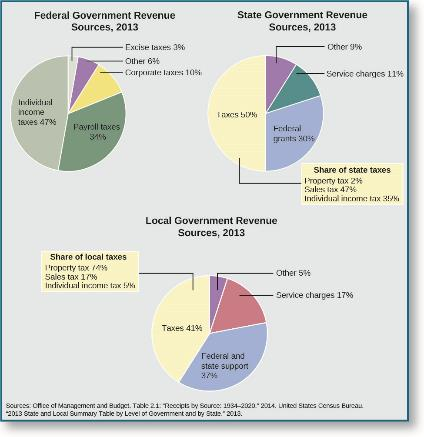 Federal Government Revenue
Sources, 2013
Excise taxes 3%
Other 6%
Corporate taxes 10%
Individual
income
taxes 47%
Payroll taxes
34%
State Government Revenue
Sources, 2013
Other 9%
Service charges 11%
Taxes 50%
Federal
grants 30%
Share of state taxes
Property tax 2%
Sales tax 47%
Individual income tax 35%
Local Government Revenue
Sources, 2013
Share of local taxes
Property tax 74%
Sales tax 17%
Individual income tax 5%
Other 5%
Service charges 17%
Taxes 41%
Federal and
state support
37%
Sources: Office of Management and Budget. Table 2.1: "Receipts by Source: 1934–2020." 2014. United States Census Bureau.
"2013 State and Local Summary Table by Level of Government and by State." 2013.